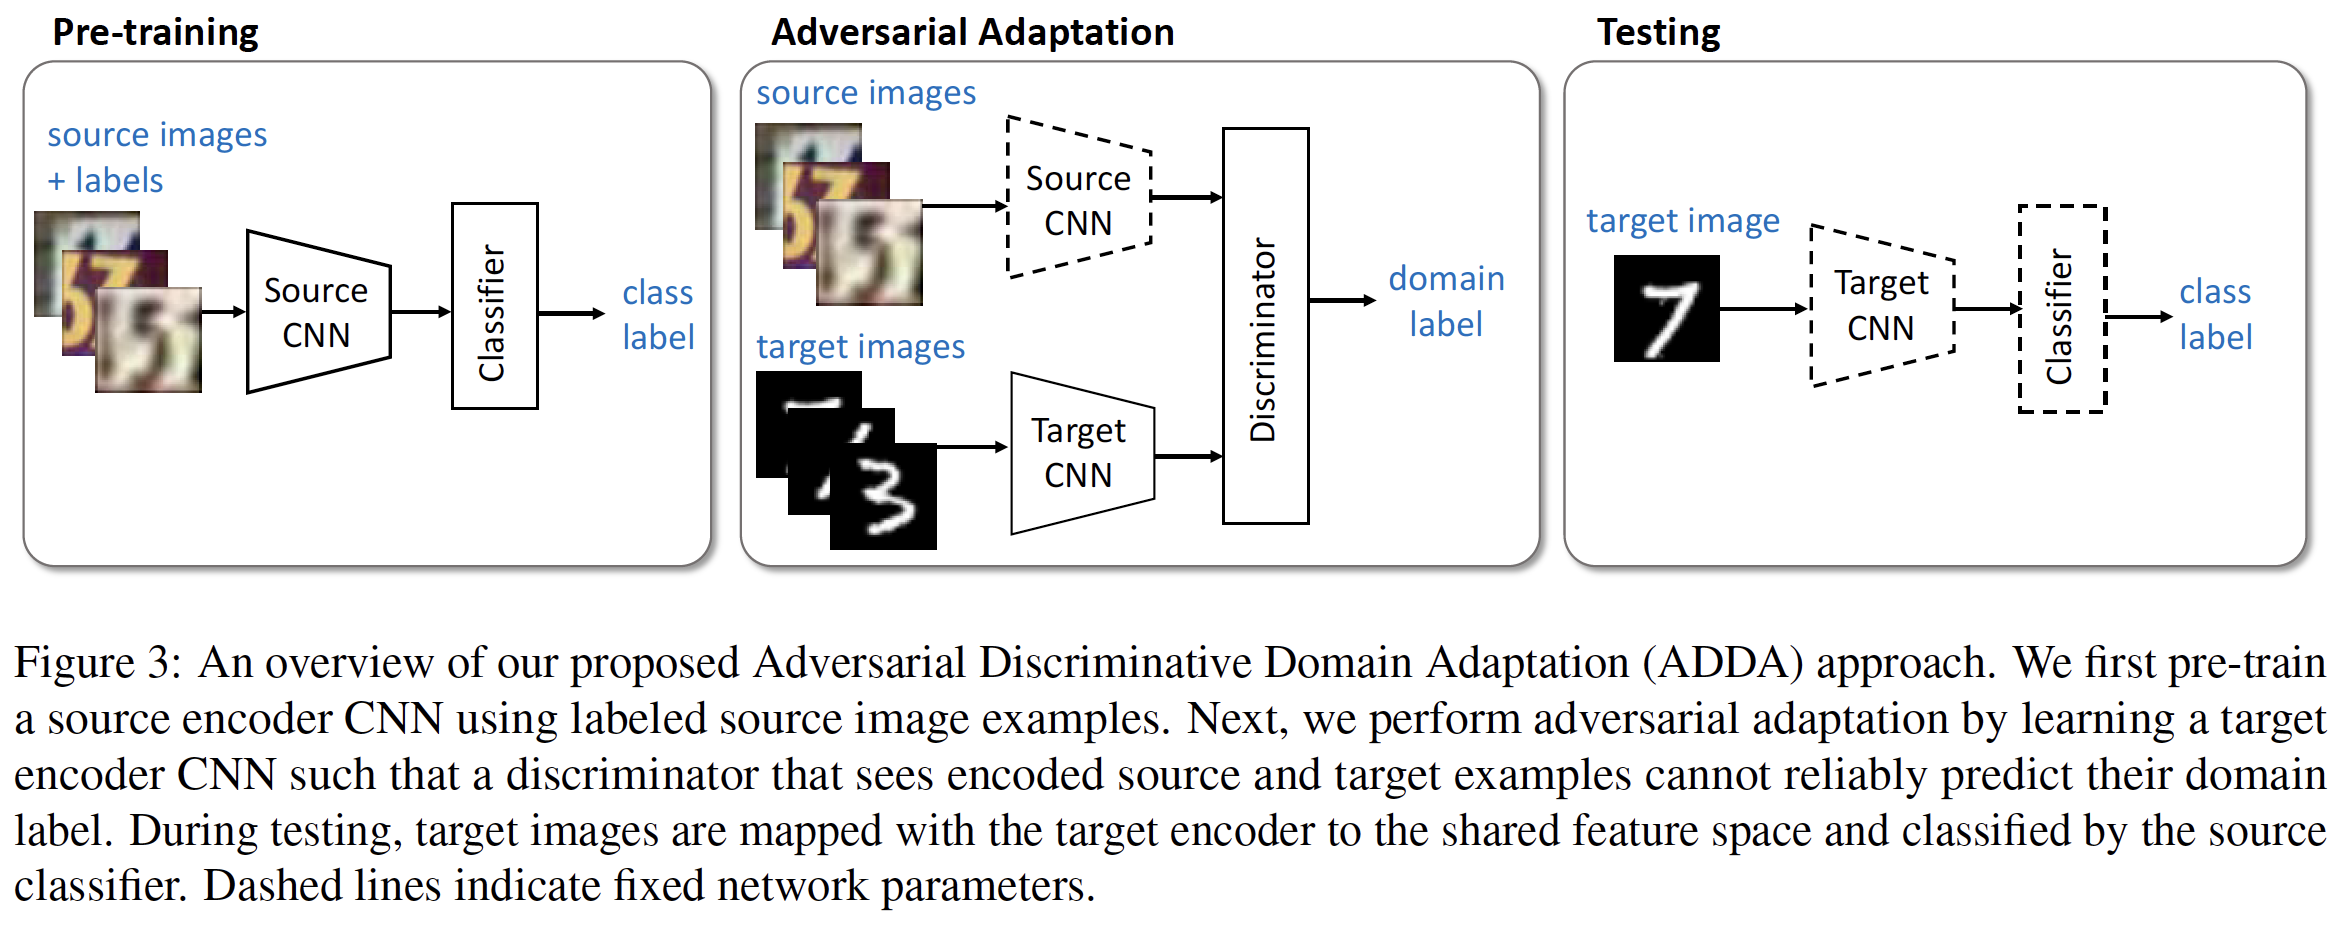 Pre-training
source images
+ labels
Source
CNN
Classifier
class
label
Adversarial Adaptation
source images
Source
CNN
target images
Target
CNN
Discriminator
domain
label
Testing
target image
Target
CNN
Classifier
class
label
Figure 3: An overview of our proposed Adversarial Discriminative Domain Adaptation (ADDA) approach. We first pre-train
a source encoder CNN using labeled source image examples. Next, we perform adversarial adaptation by learning a target
encoder CNN such that a discriminator that sees encoded source and target examples cannot reliably predict their domain
label. During testing, target images are mapped with the target encoder to the shared feature space and classified by the source
classifier. Dashed lines indicate fixed network parameters.